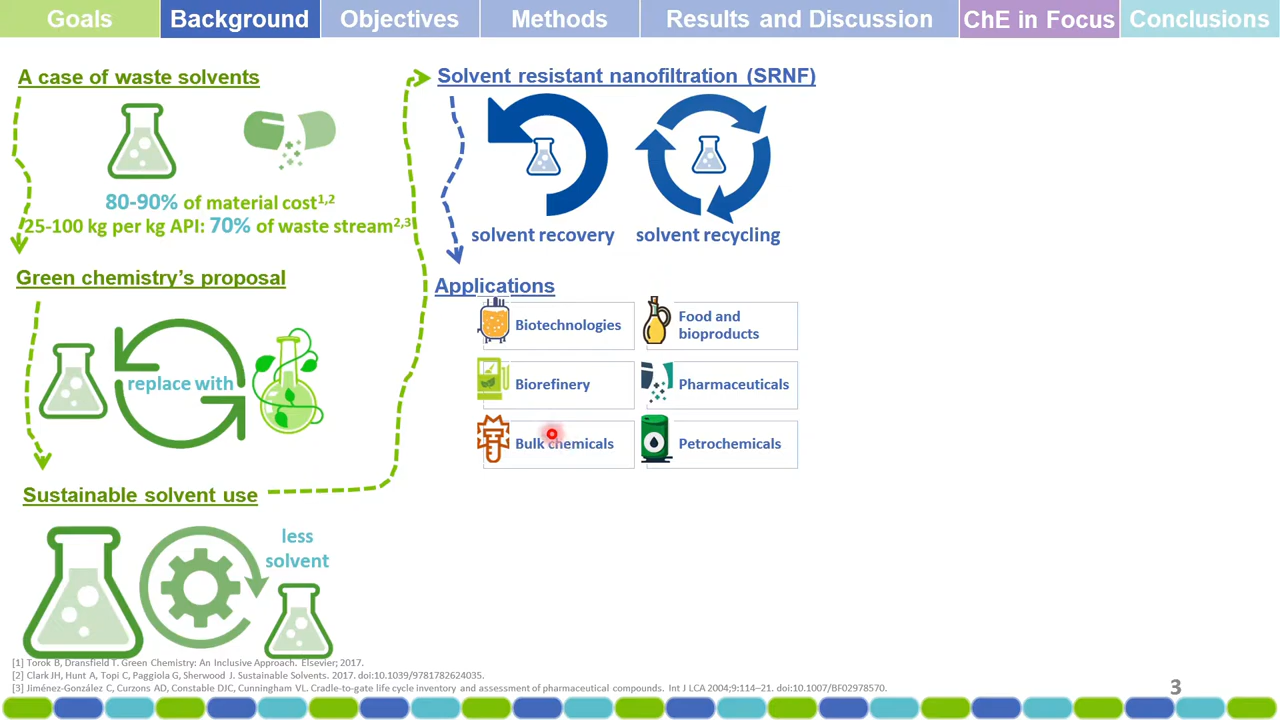 Goals
Background
Objectives
Methods
Results and Discussion
ChE in Focus
Conclusions
A case of waste solvents
80-90% of material cost1,2
25-100 kg per kg API: 70% of waste stream2,3
Green chemistry's proposal
replace with
Sustainable solvent use
less
solvent
Solvent resistant nanofiltration (SRNF)
solvent recovery
solvent recycling
Applications
Biotechnologies
Food and
bioproducts
Biorefinery
Pharmaceuticals
Bulk chemicals
Petrochemicals
[1] Torok B, Dransfield T. Green Chemistry: An Inclusive Approach. Elsevier; 2017.
[2] Clark JH, Hunt A, Topi C, Paggiola G, Sherwood J. Sustainable Solvents. 2017. doi:10.1039/9781782624035.
[3] Jiménez-González C, Curzons AD, Constable DJC, Cunningham VL. Cradle-to-gate life cycle inventory and assessment of pharmaceutical compounds. Int J LCA 2004;9:114–21. doi:10.1007/BF02978570.
3